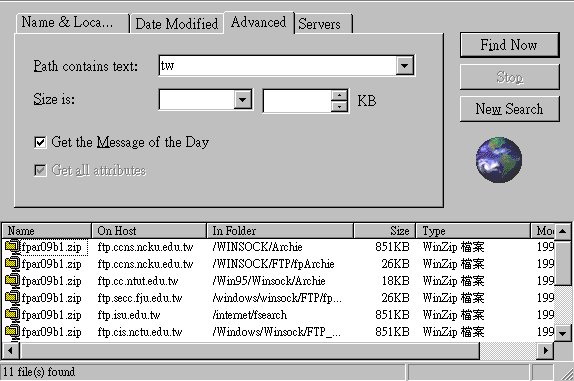 Name & Loca... Date Modified Advanced Servers
Path contains text: tw
Find Now
Stop
Size is: KB
New Search
Get the Message of the Day
Get all attributes
Name On Host In Folder Size Type Mo
fpar09b1.zip ftp.ccns.ncku.edu.tw /WINSOCK/Archie 851KB WinZip 檔案 199
fpar09b1.zip ftp.ccns.ncku.edu.tw /WINSOCK/FTP/fpArchie 26KB WinZip 檔案 199
fpar09b1.zip ftp.cc.ntut.edu.tw /Win95/Winsock/Archie 18KB WinZip 檔案 199
fpar09b1.zip ftp.secc.fju.edu.tw /windows/winsock/FTP/fp... 26KB WinZip 檔案 199
fpar09b1.zip ftp.isu.edu.tw /internet/fsearch 851KB WinZip 檔案 199
fpar09b1.zip ftp.cis.nctu.edu.tw /Windows/Winsock/FTP_... 851KB WinZip 檔案 199
11 file(s) found